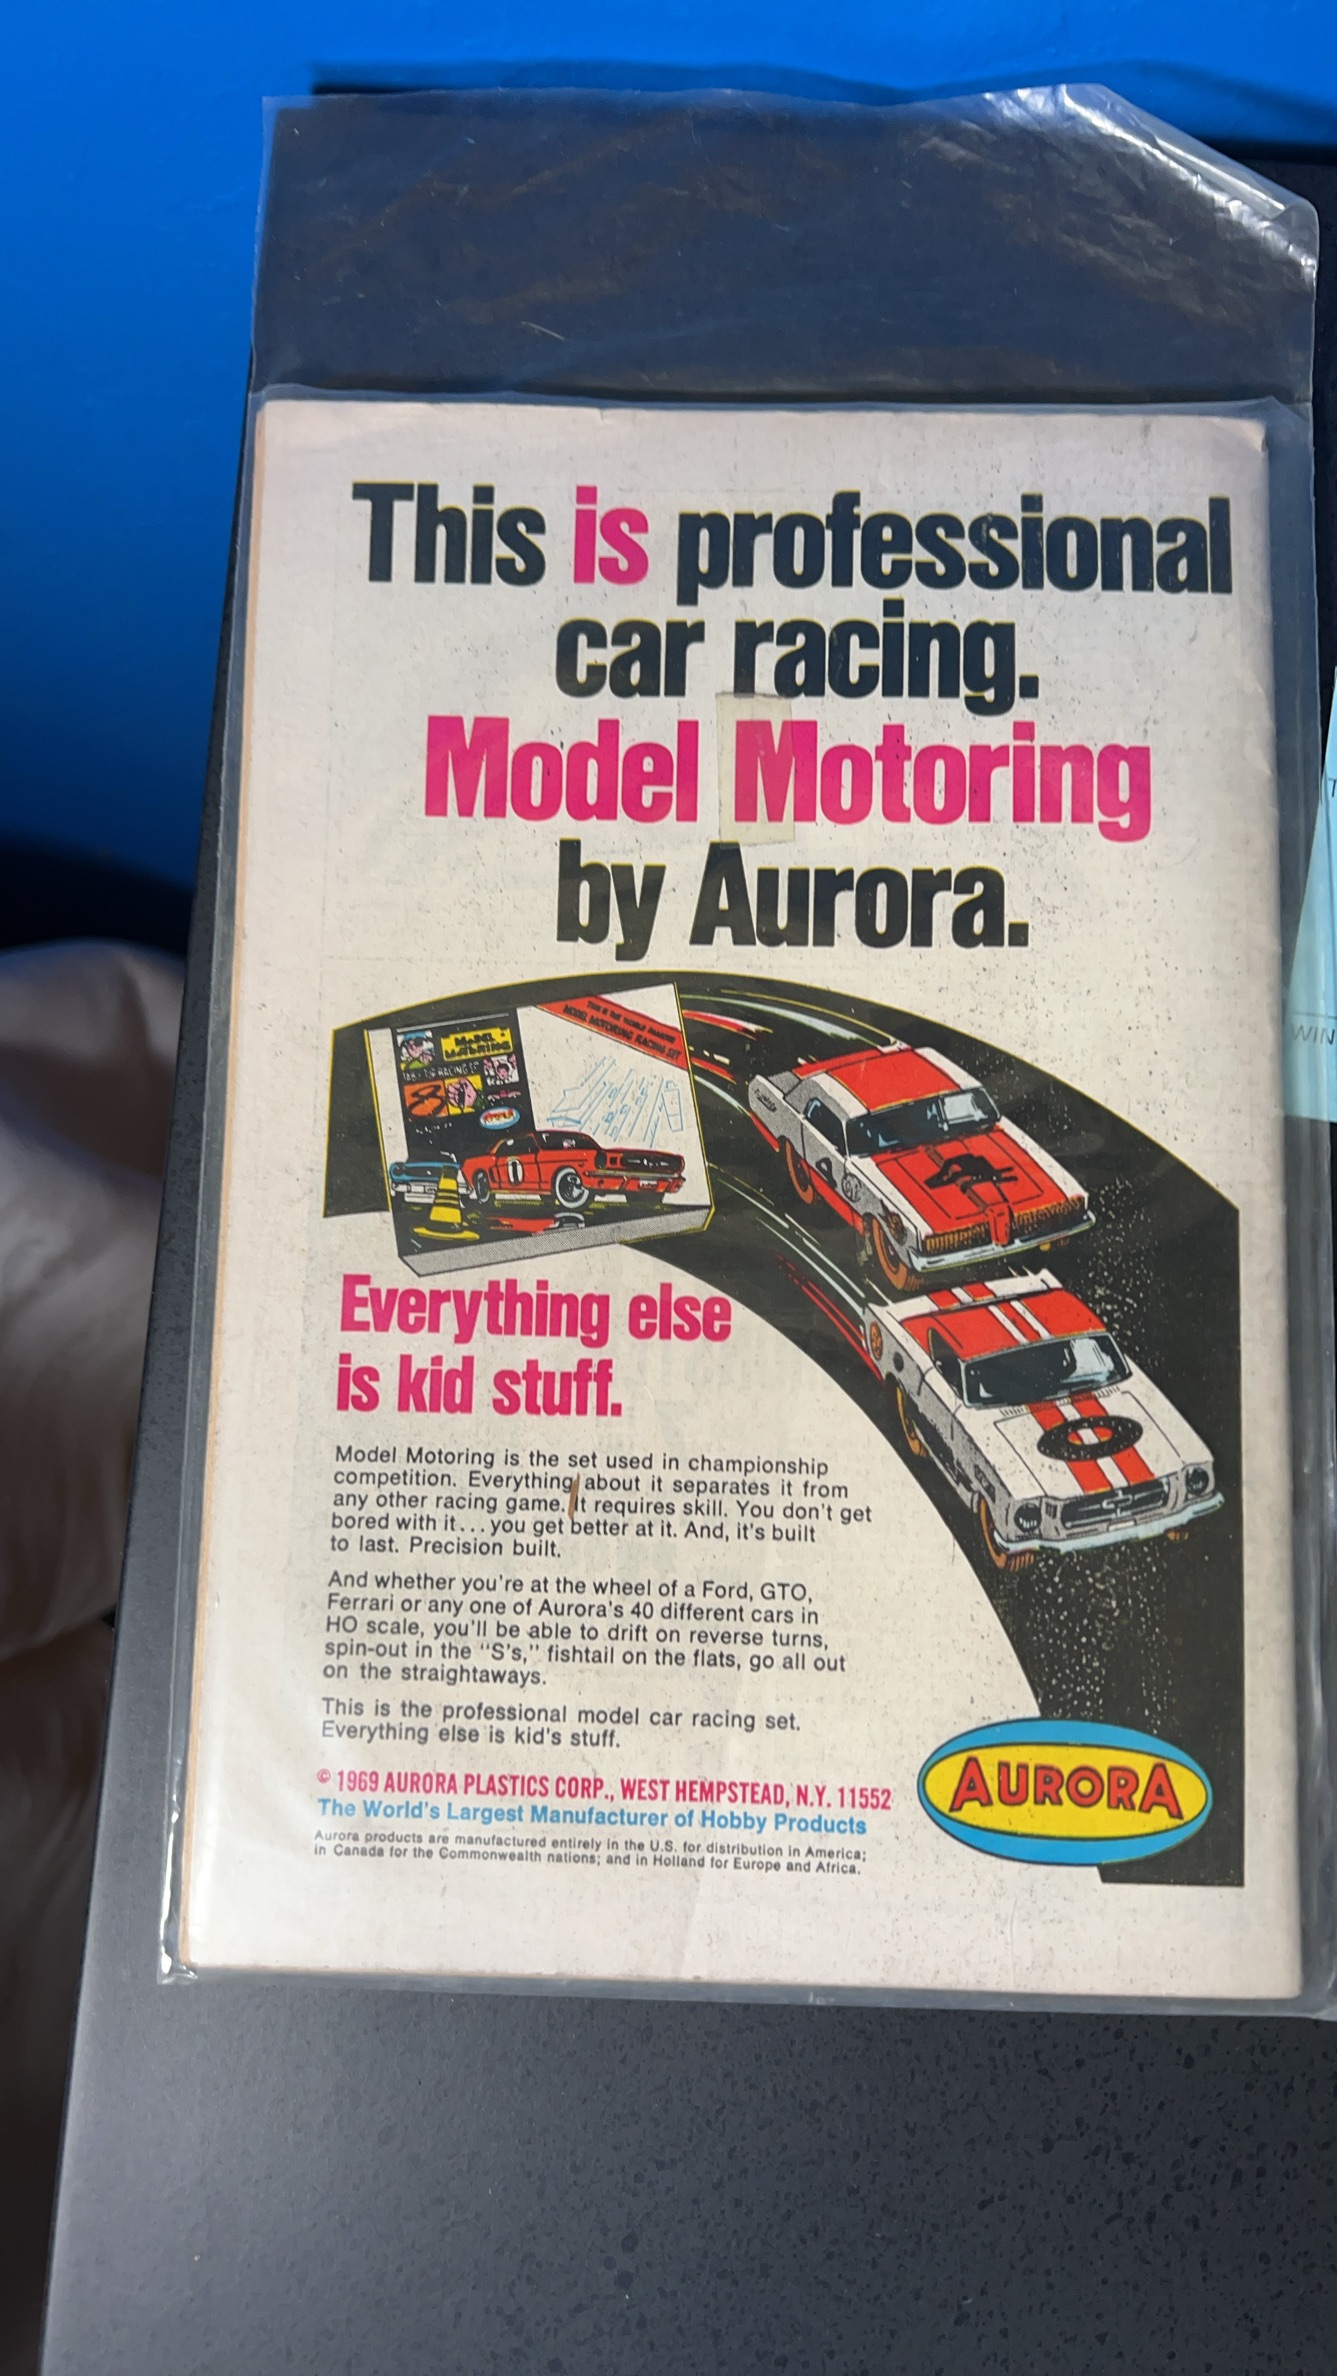 This is professional
car racing.
Model Motoring
by Aurora.
MODEL
MOTORING
MODEL MOTORING RACING SET
Everything else
is kid stuff.
Model Motoring is the set used in championship
competition. Everything about it separates it from
any other racing game. It requires skill. You don't get
bored with it...you get better at it. And, it's built
to last. Precision built.
And whether you're at the wheel of a Ford, GTO,
Ferrari or any one of Aurora's 40 different cars in
HO scale, you'll be able to drift on reverse turns,
spin-out in the "S's," fishtail on the flats, go all out
on the straightaways.
This is the professional model car racing set.
Everything else is kid's stuff.
© 1969 AURORA PLASTICS CORP., WEST HEMPSTEAD, N.Y. 11552
The World's Largest Manufacturer of Hobby Products
Aurora products are manufactured entirely in the U.S. for distribution in America;
in Canada for the Commonwealth nations; and in Holland for Europe and Africa.
AURORA
WIN